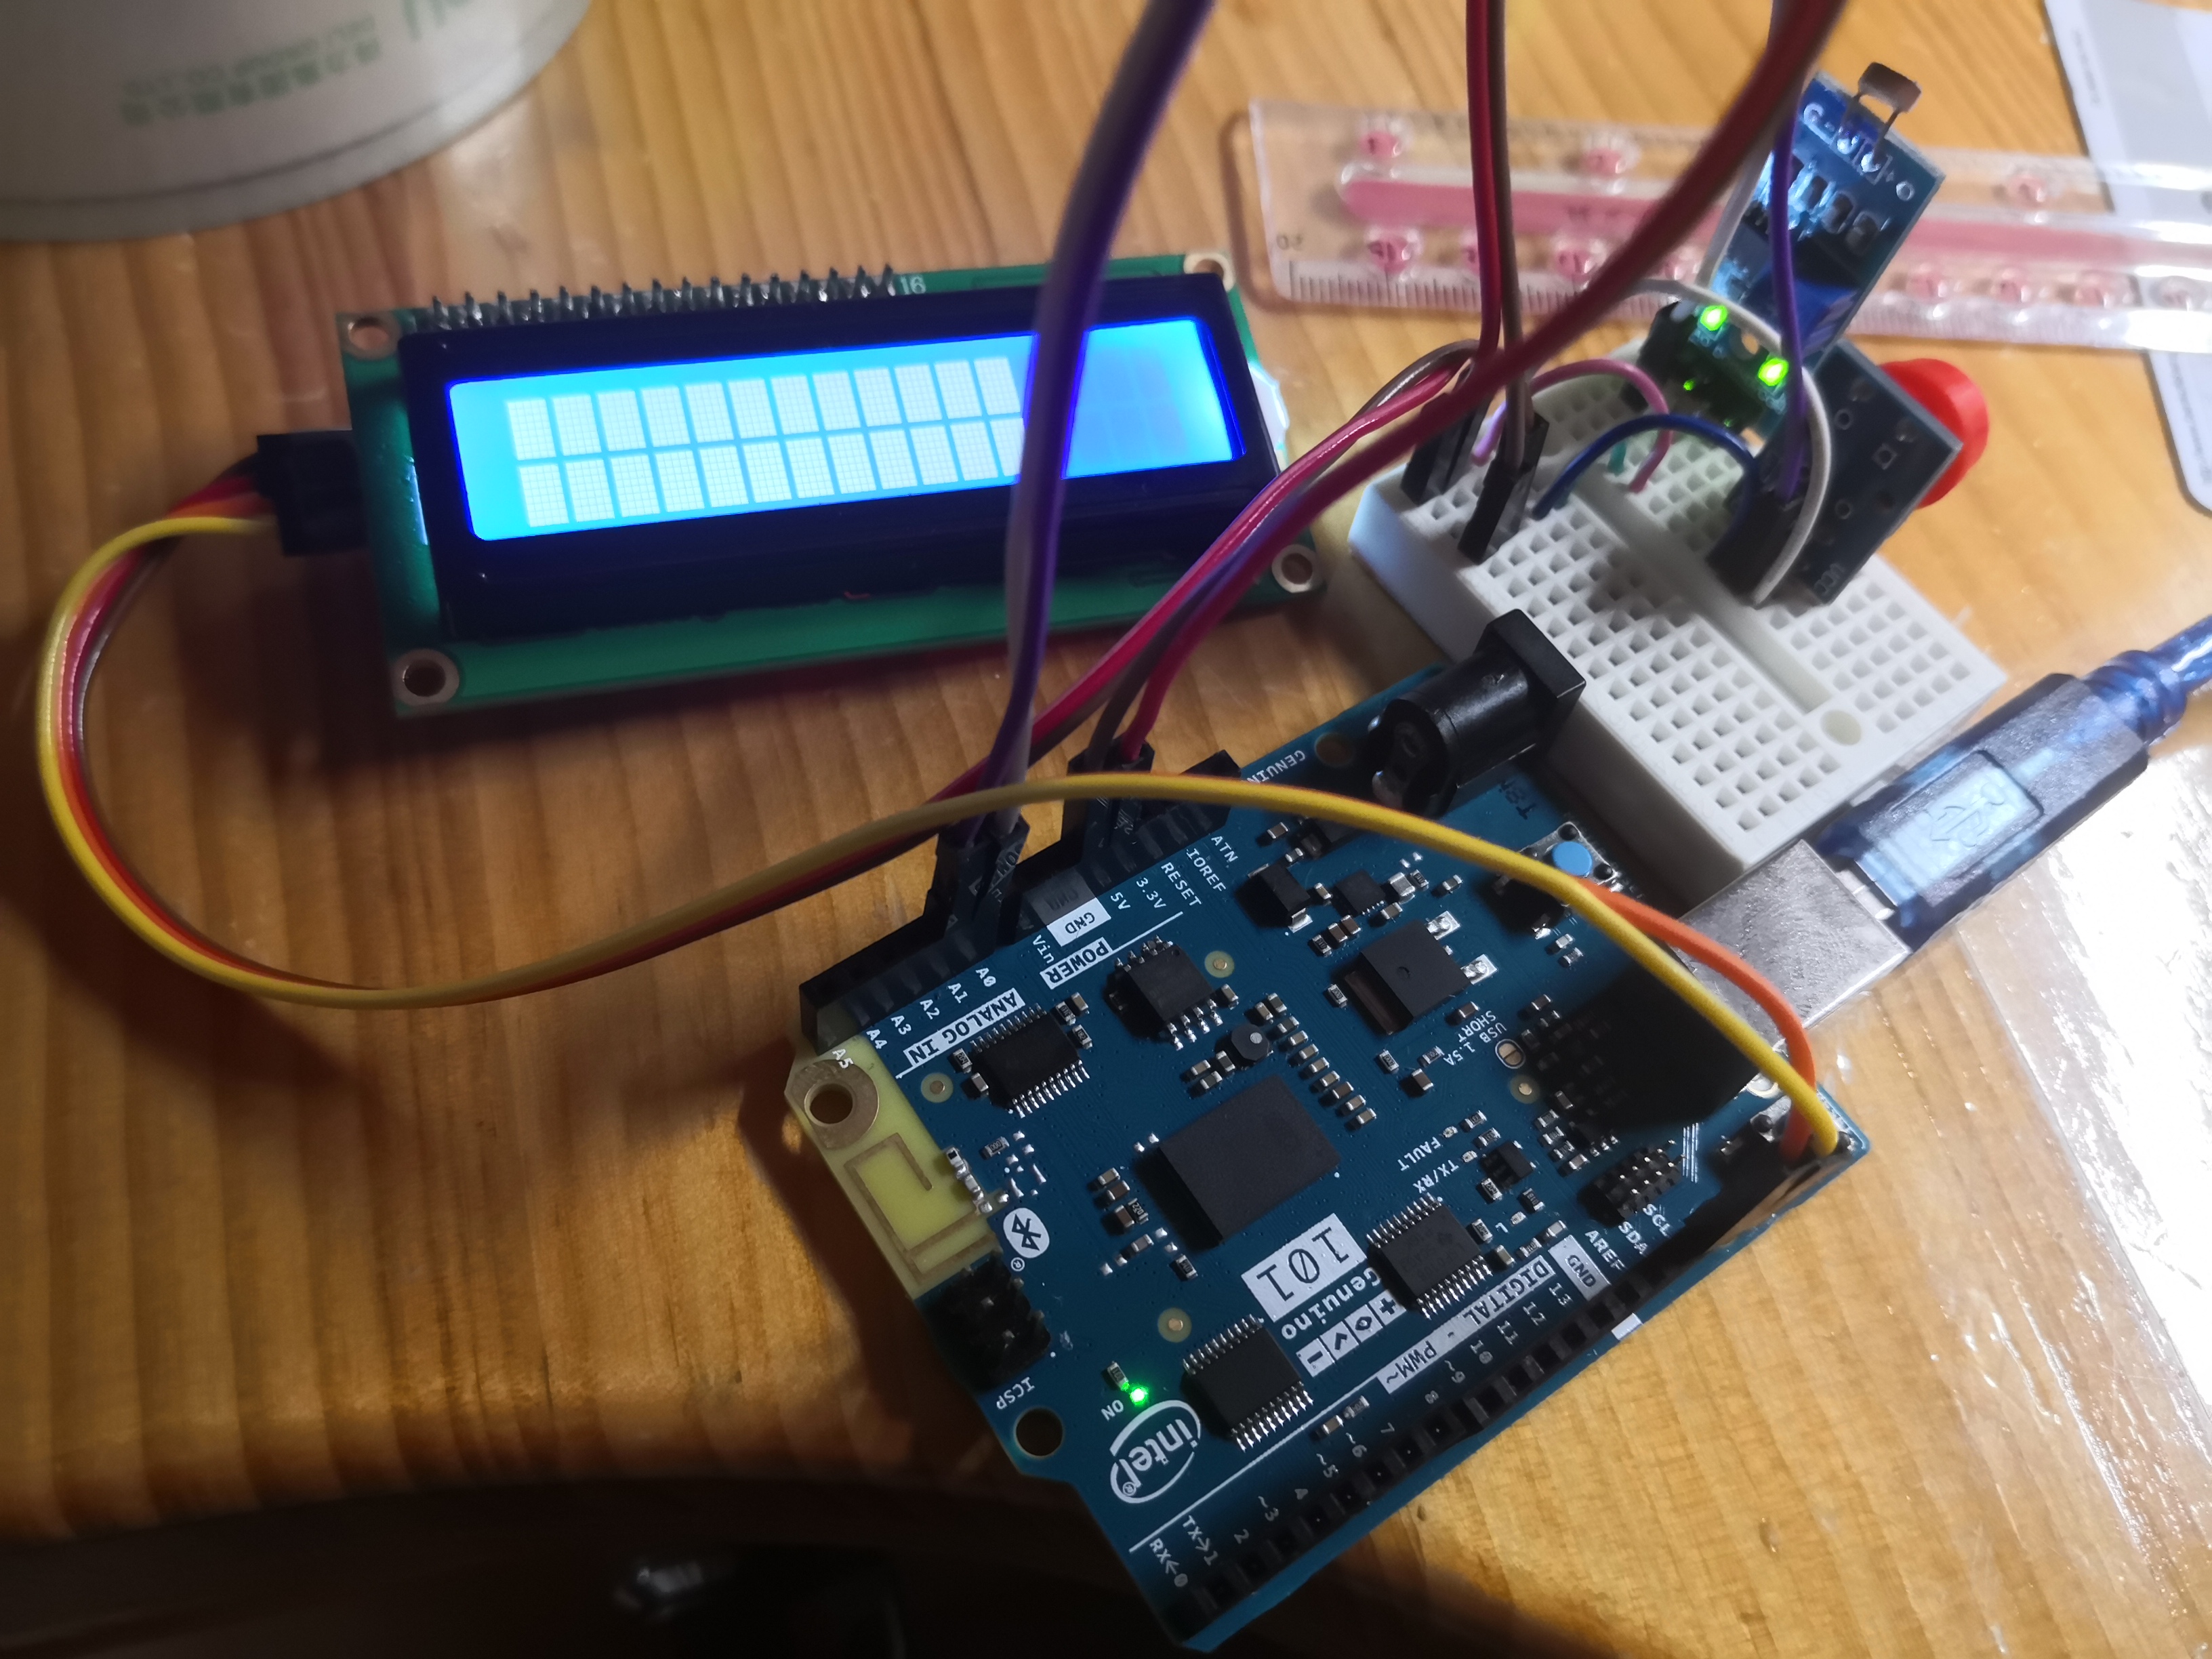 16
GENUIN
ATN
IOREF
RESET
3.3V
5V
GND
Vin
POWER
A0
A1
A2
A3
A4
A5
ANALOG IN
USB 1.5A
SHORT
FAULT
TX/RX
L
SCL
SDA
AREF
GND
13
12
11
~10
~9
8
7
~6
~5
4
~3
2
TX→1
RX←0
DIGITAL - PWM~
101
Genuino
ICSP
ON
intel®
VCC